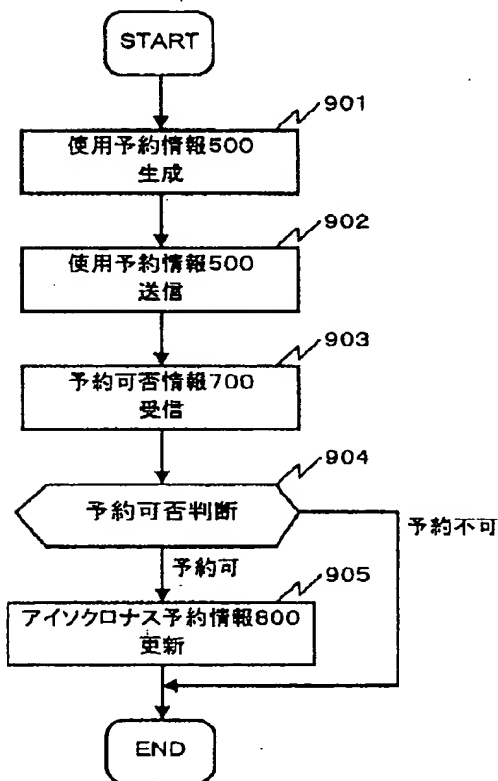 START
901
使用予約情報500
生成
902
使用予約情報500
送信
903
予約可否情報700
受信
904
予約可否判断
予約不可
予約可
905
アイソクロナス予約情報800
更新
END